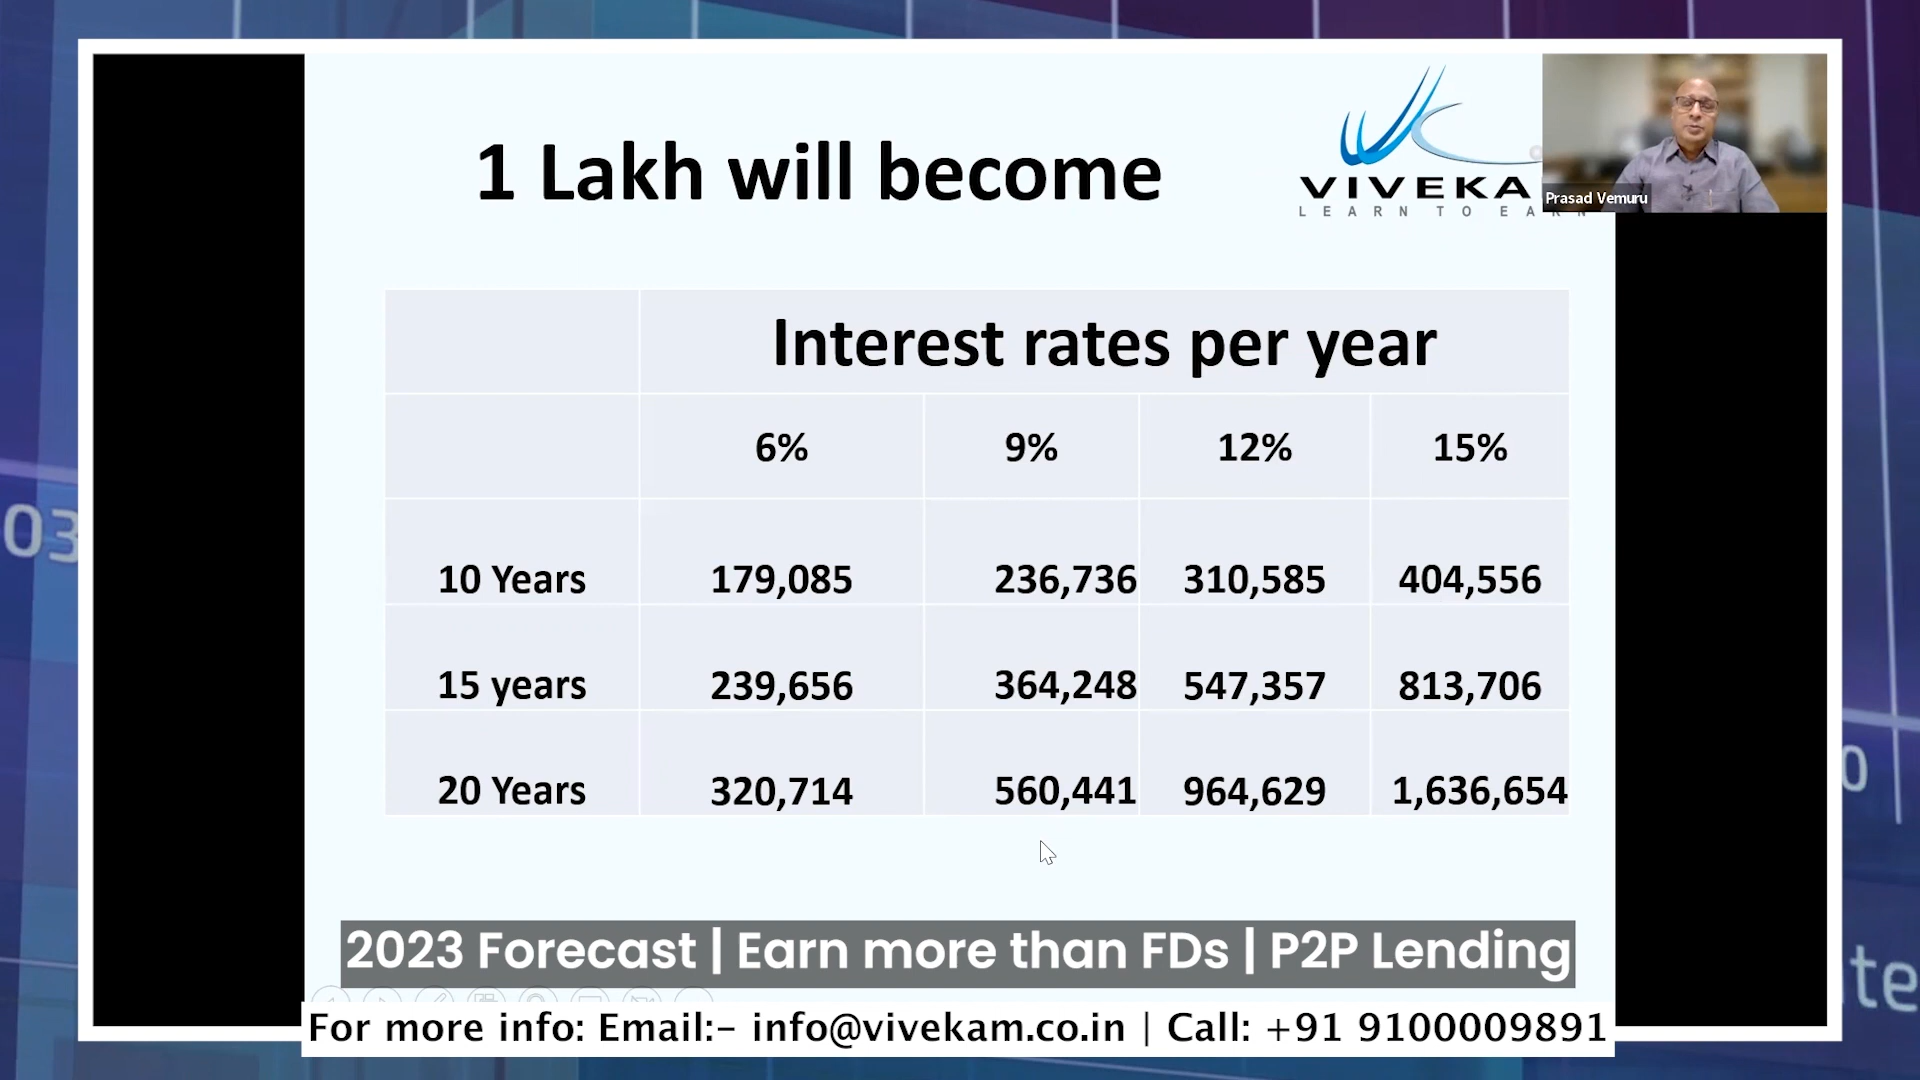 1 Lakh will become
VIVEKA
LEARN TO EARN
Prasad Vemuru
Interest rates per year
6% 9% 12% 15%
10 Years 179,085 236,736 310,585 404,556
15 years 239,656 364,248 547,357 813,706
20 Years 320,714 560,441 964,629 1,636,654
03
0
te
2023 Forecast | Earn more than FDs | P2P Lending
For more info: Email:- info@vivekam.co.in | Call: +91 9100009891